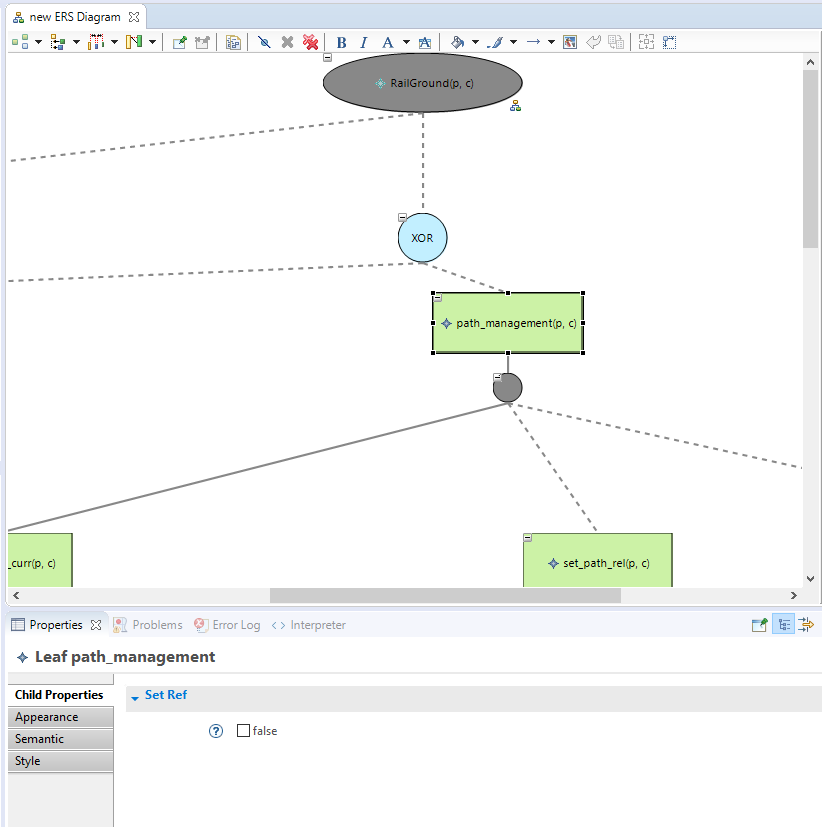 new ERS Diagram
B I A A
RailGround(p, c)
XOR
path_management(p, c)
_curr(p, c)
set_path_rel(p, c)
Properties Problems Error Log Interpreter
Leaf path_management
Child Properties
Set Ref
Appearance
? false
Semantic
Style